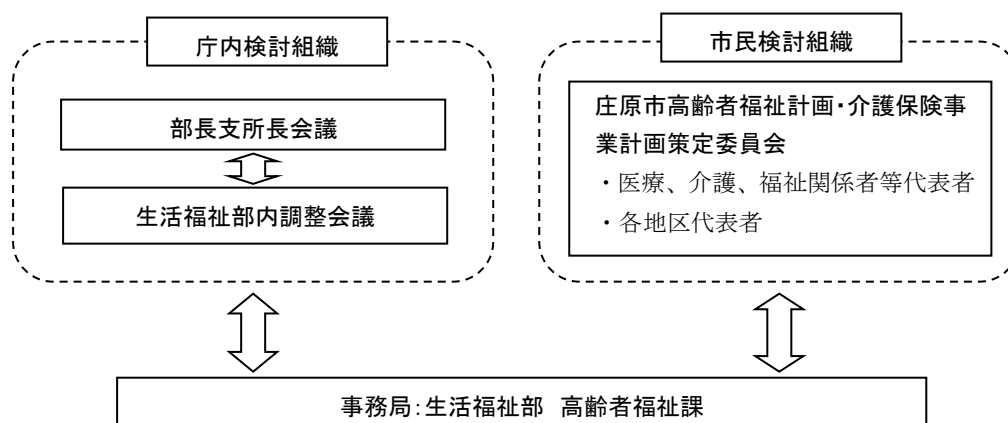 庁内検討組織
部長支所長会議
生活福祉部内調整会議
市民検討組織
庄原市高齢者福祉計画・介護保険事
業計画策定委員会
・医療、介護、福祉関係者等代表者
・各地区代表者
事務局：生活福祉部　高齢者福祉課